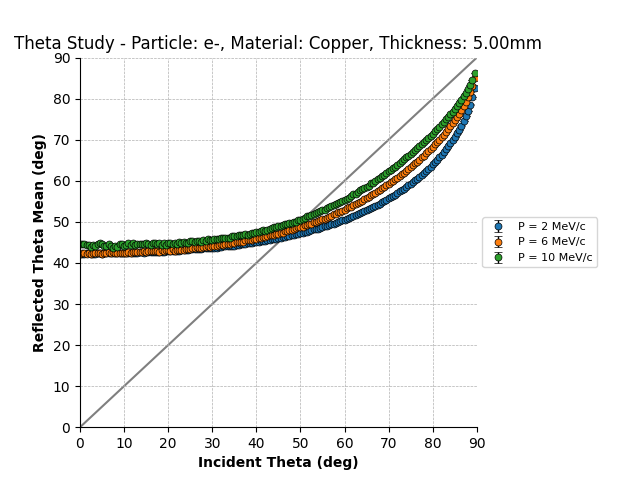 Theta Study - Particle: e-, Material: Copper, Thickness: 5.00mm
90
80
70
60
50
40
30
20
10
0
Reflected Theta Mean (deg)
0 10 20 30 40 50 60 70 80 90
Incident Theta (deg)
P = 2 MeV/c
P = 6 MeV/c
P = 10 MeV/c